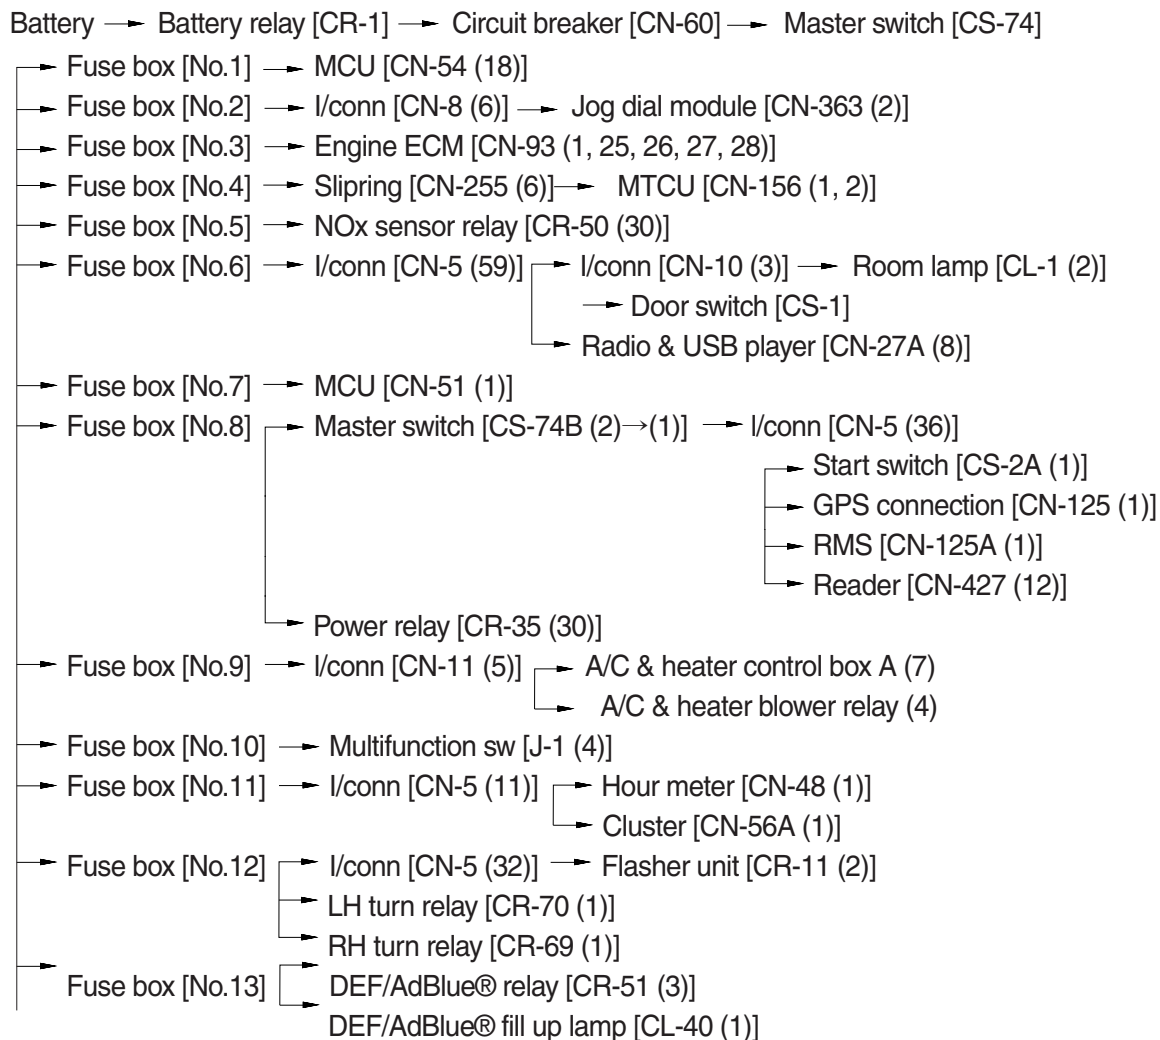 Battery → Battery relay [CR-1] → Circuit breaker [CN-60] → Master switch [CS-74]
→ Fuse box [No.1] → MCU [CN-54 (18)]
→ Fuse box [No.2] → I/conn [CN-8 (6)] → Jog dial module [CN-363 (2)]
→ Fuse box [No.3] → Engine ECM [CN-93 (1, 25, 26, 27, 28)]
→ Fuse box [No.4] → Slipring [CN-255 (6)] → MTCU [CN-156 (1, 2)]
→ Fuse box [No.5] → NOx sensor relay [CR-50 (30)]
→ Fuse box [No.6] → I/conn [CN-5 (59)] → I/conn [CN-10 (3)] → Room lamp [CL-1 (2)]
→ Door switch [CS-1]
→ Radio & USB player [CN-27A (8)]
→ Fuse box [No.7] → MCU [CN-51 (1)]
→ Fuse box [No.8] → Master switch [CS-74B (2)→(1)] → I/conn [CN-5 (36)]
→ Start switch [CS-2A (1)]
→ GPS connection [CN-125 (1)]
→ RMS [CN-125A (1)]
→ Reader [CN-427 (12)]
→ Power relay [CR-35 (30)]
→ Fuse box [No.9] → I/conn [CN-11 (5)] → A/C & heater control box A (7)
→ A/C & heater blower relay (4)
→ Fuse box [No.10] → Multifunction sw [J-1 (4)]
→ Fuse box [No.11] → I/conn [CN-5 (11)] → Hour meter [CN-48 (1)]
→ Cluster [CN-56A (1)]
→ Fuse box [No.12] → I/conn [CN-5 (32)] → Flasher unit [CR-11 (2)]
→ LH turn relay [CR-70 (1)]
→ RH turn relay [CR-69 (1)]
→ Fuse box [No.13] → DEF/AdBlue® relay [CR-51 (3)]
→ DEF/AdBlue® fill up lamp [CL-40 (1)]